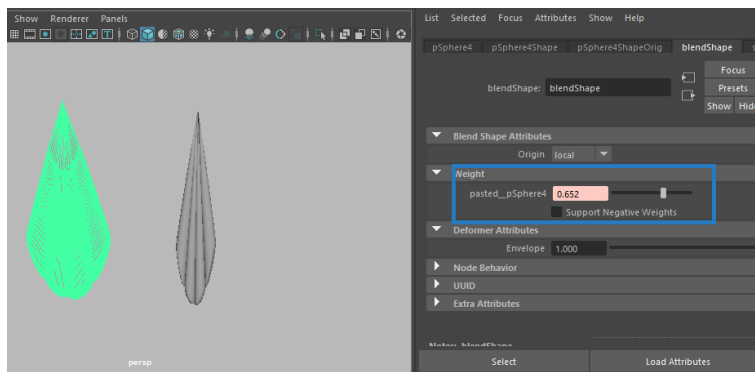 Show Renderer Panels
List Selected Focus Attributes Show Help
pSphere4 pSphere4Shape pSphere4ShapeOrig blendShape
Focus
Presets
Show Hide
blendShape: blendShape
Blend Shape Attributes
Origin local
Weight
pasted__pSphere4 0.652
Support Negative Weights
Deformer Attributes
Envelope 1.000
Node Behavior
UUID
Extra Attributes
Notes: blendShape
persp
Select Load Attributes